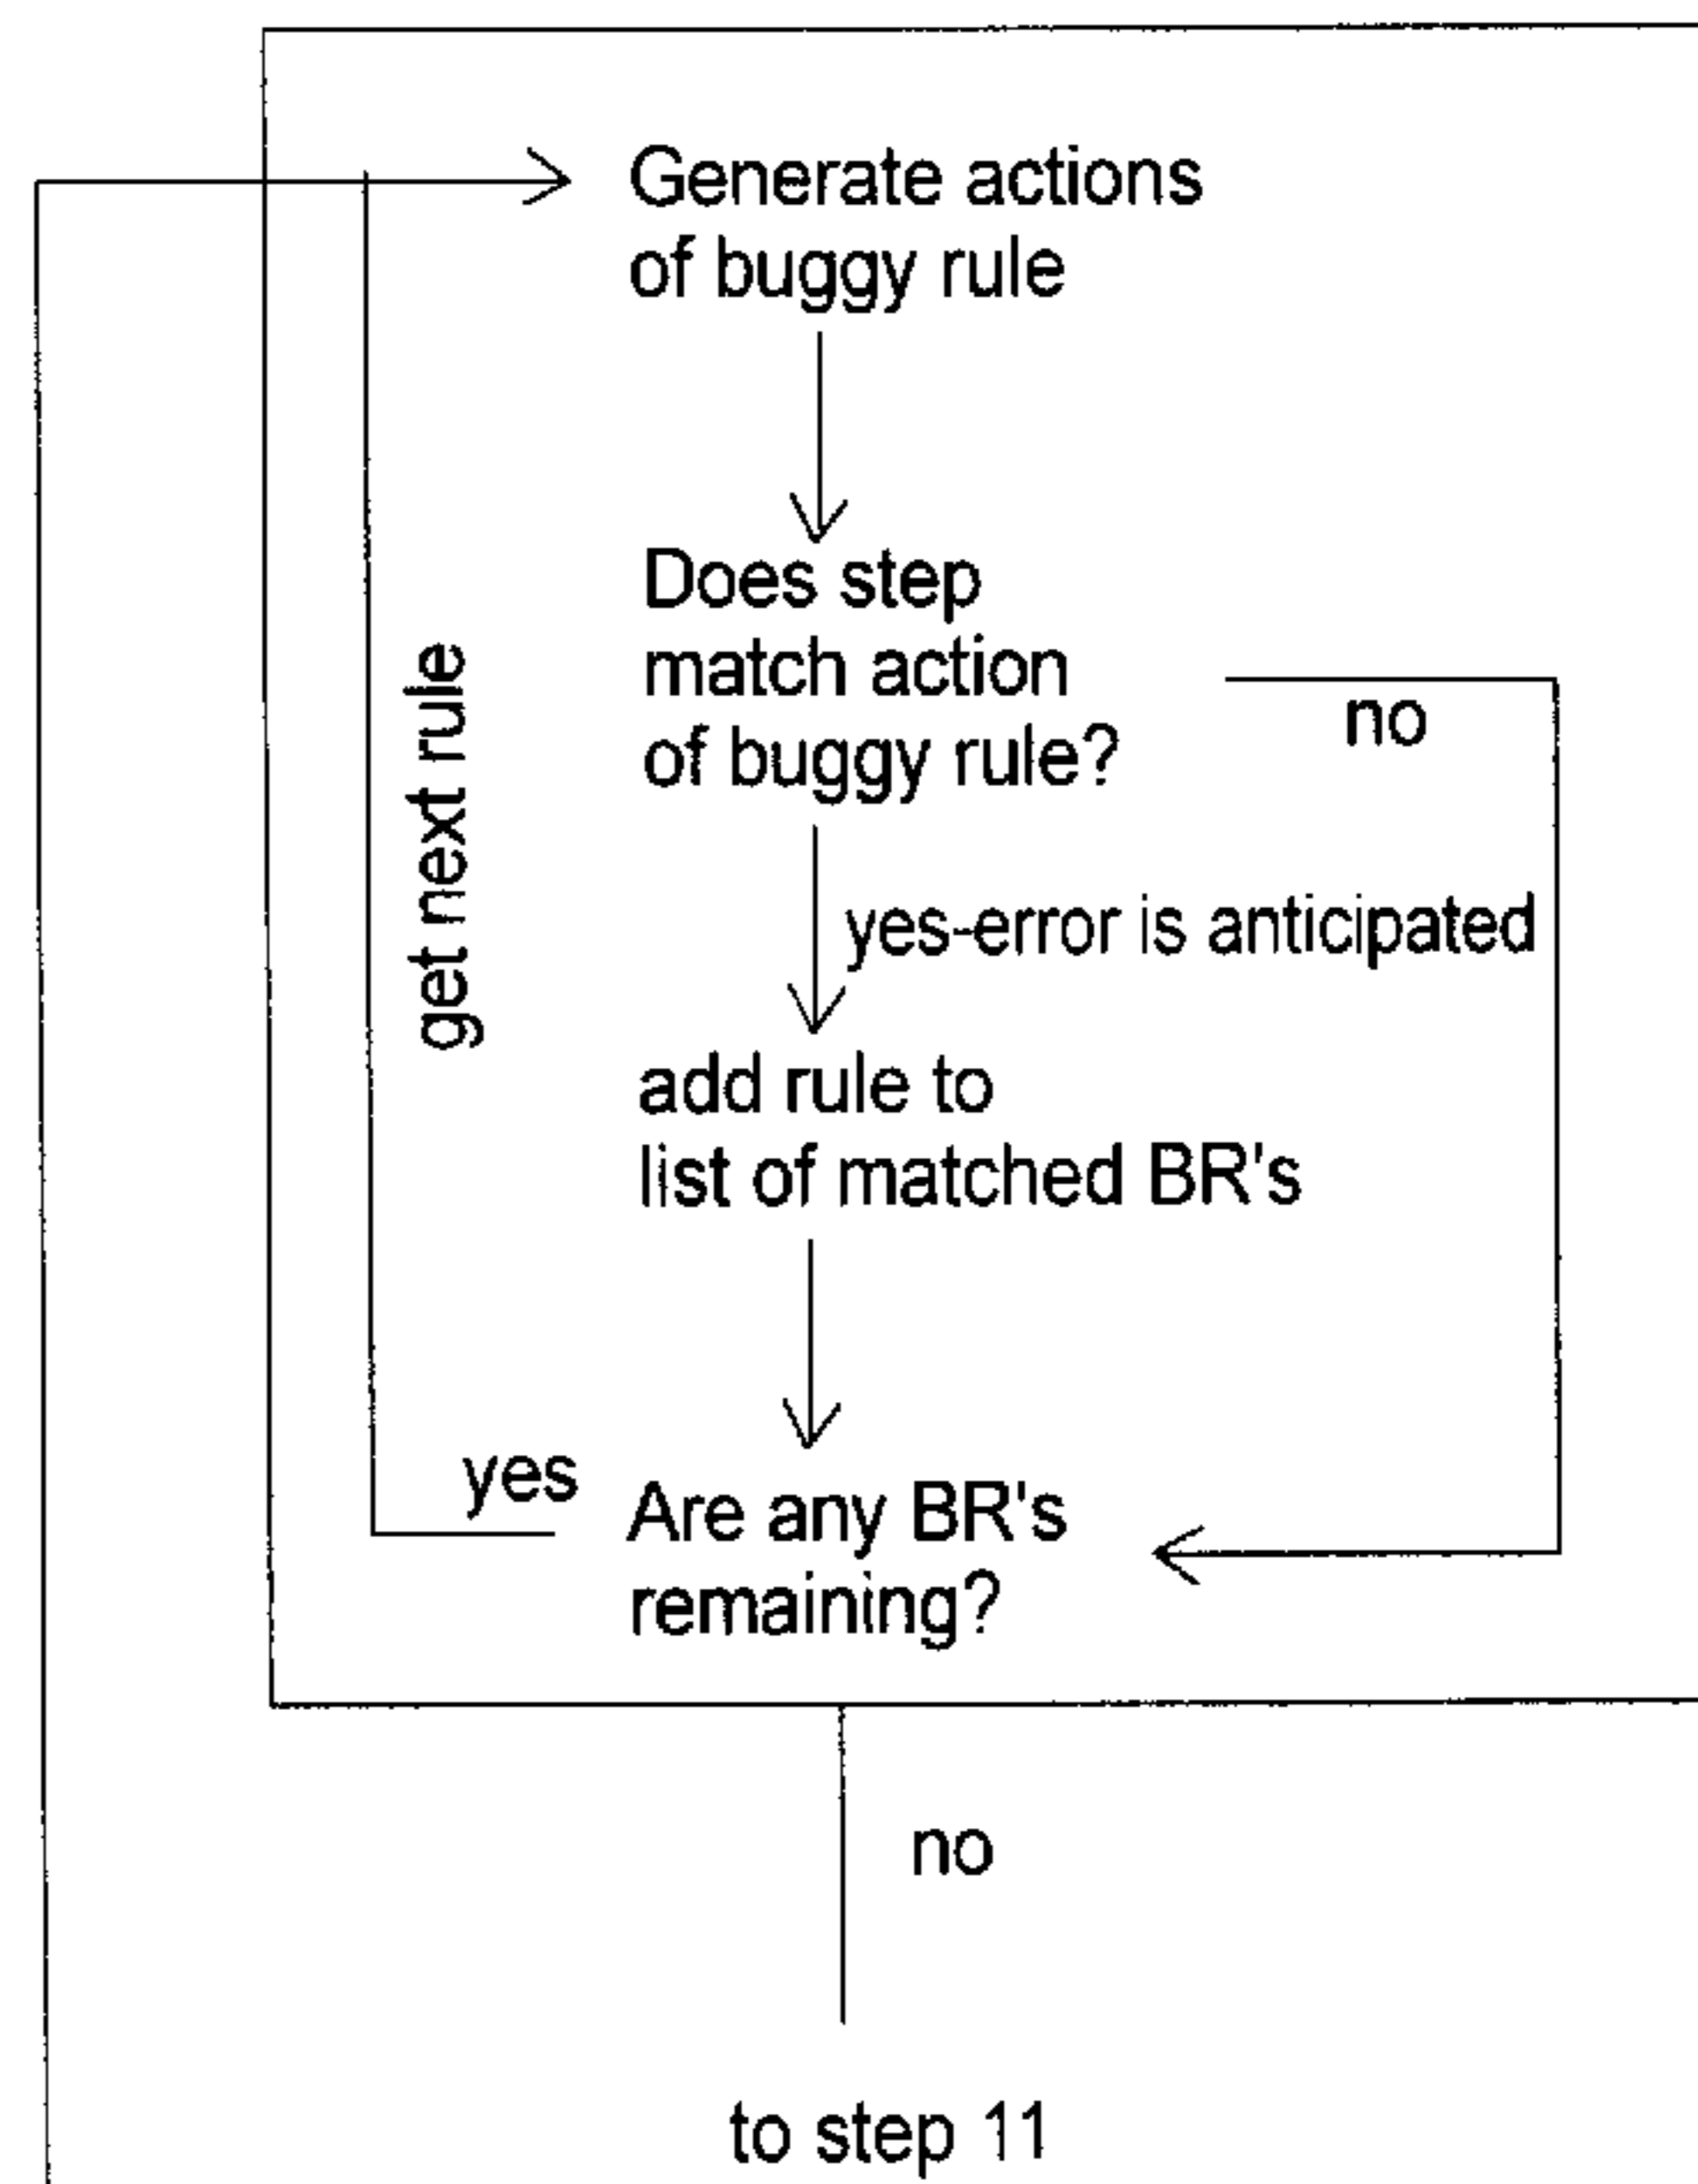 Generate actions
of buggy rule
Does step
match action
of buggy rule?
no
get next rule
yes-error is anticipated
add rule to
list of matched BR's
yes
Are any BR's
remaining?
no
to step 11